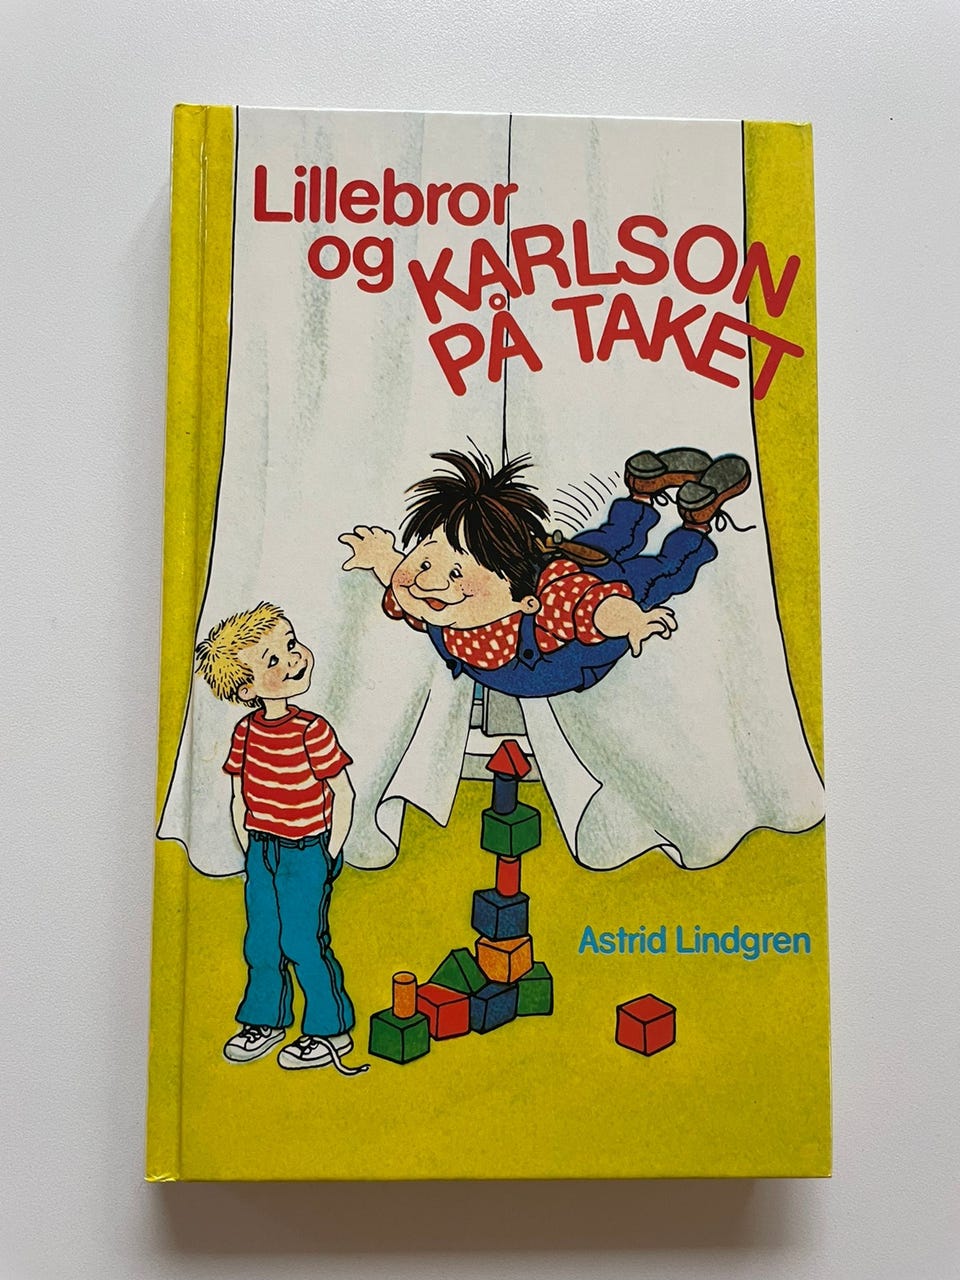 Lillebror
og KARLSON
PÅ TAKET
Astrid Lindgren